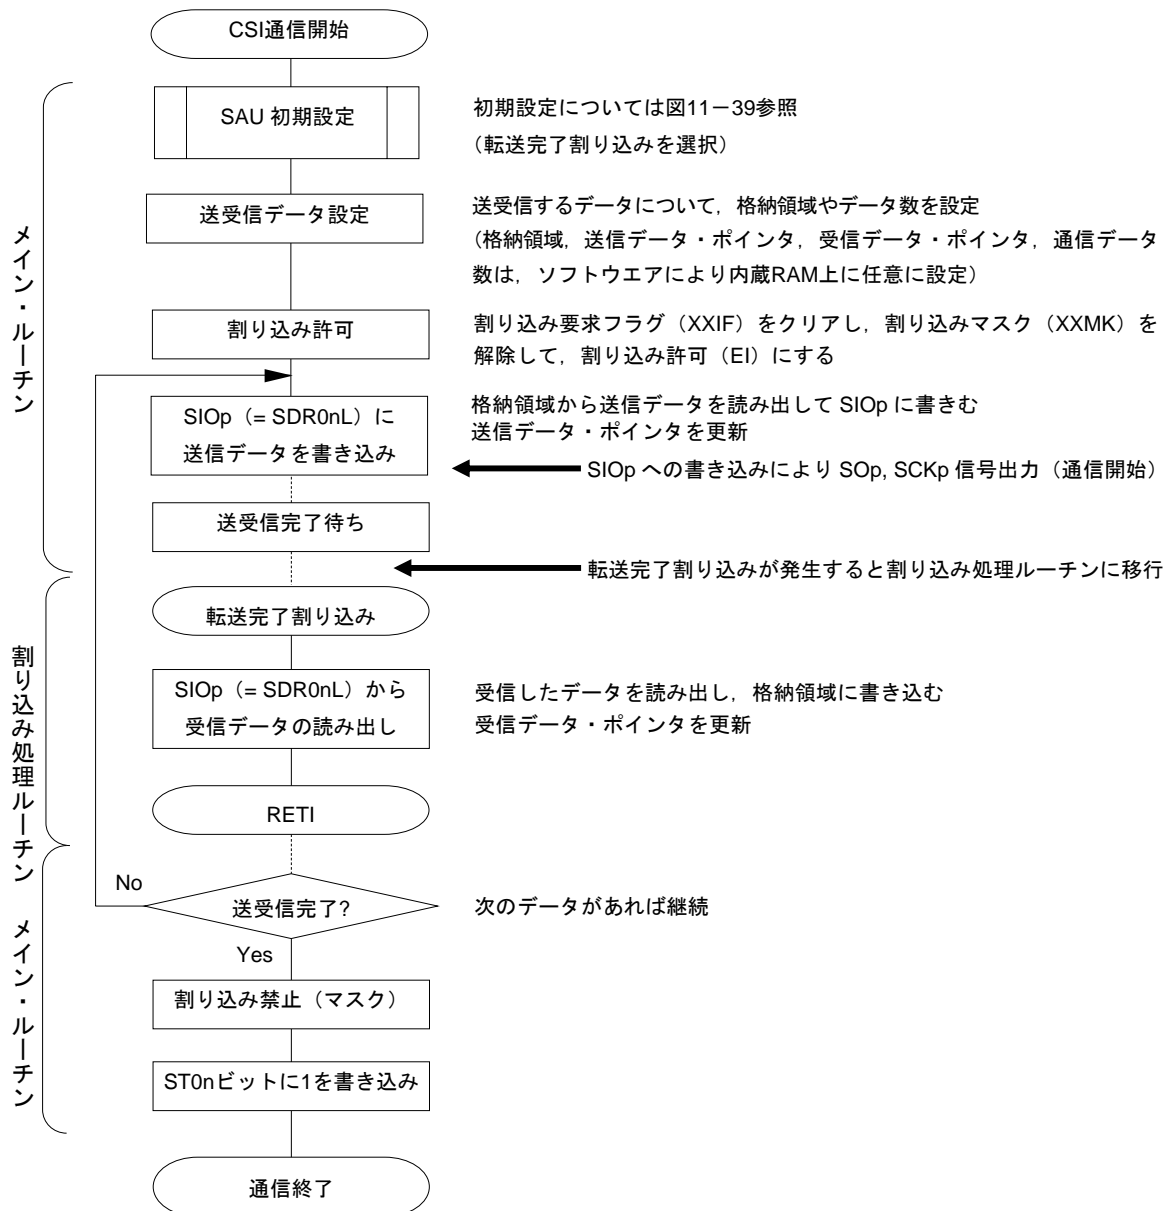 CSI通信開始
SAU 初期設定
初期設定については図11－39参照
（転送完了割り込みを選択）
送受信データ設定
送受信するデータについて，格納領域やデータ数を設定
（格納領域，送信データ・ポインタ，受信データ・ポインタ，通信データ
数は，ソフトウエアにより内蔵RAM上に任意に設定）
メイン・ルーチン
割り込み許可
割り込み要求フラグ（XXIF）をクリアし，割り込みマスク（XXMK）を
解除して，割り込み許可（EI）にする
SIOp（= SDR0nL）に
送信データを書き込み
格納領域から送信データを読み出して SIOp に書きむ
送信データ・ポインタを更新
SIOp への書き込みにより SOp, SCKp 信号出力（通信開始）
送受信完了待ち
転送完了割り込みが発生すると割り込み処理ルーチンに移行
転送完了割り込み
割り込み処理ルーチン
SIOp（= SDR0nL）から
受信データの読み出し
受信したデータを読み出し，格納領域に書き込む
受信データ・ポインタを更新
RETI
No
送受信完了?
次のデータがあれば継続
Yes
メイン・ルーチン
割り込み禁止（マスク）
ST0nビットに1を書き込み
通信終了